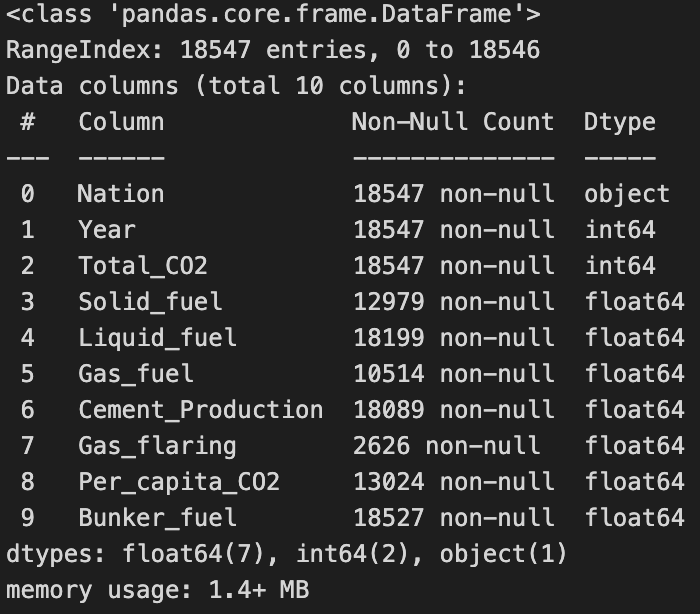 <class 'pandas.core.frame.DataFrame'>
RangeIndex: 18547 entries, 0 to 18546
Data columns (total 10 columns):
 #   Column             Non-Null Count  Dtype
---  ------             --------------  -----
 0   Nation             18547 non-null  object
 1   Year               18547 non-null  int64
 2   Total_CO2          18547 non-null  int64
 3   Solid_fuel         12979 non-null  float64
 4   Liquid_fuel        18199 non-null  float64
 5   Gas_fuel           10514 non-null  float64
 6   Cement_Production  18089 non-null  float64
 7   Gas_flaring        2626 non-null   float64
 8   Per_capita_CO2     13024 non-null  float64
 9   Bunker_fuel        18527 non-null  float64
dtypes: float64(7), int64(2), object(1)
memory usage: 1.4+ MB